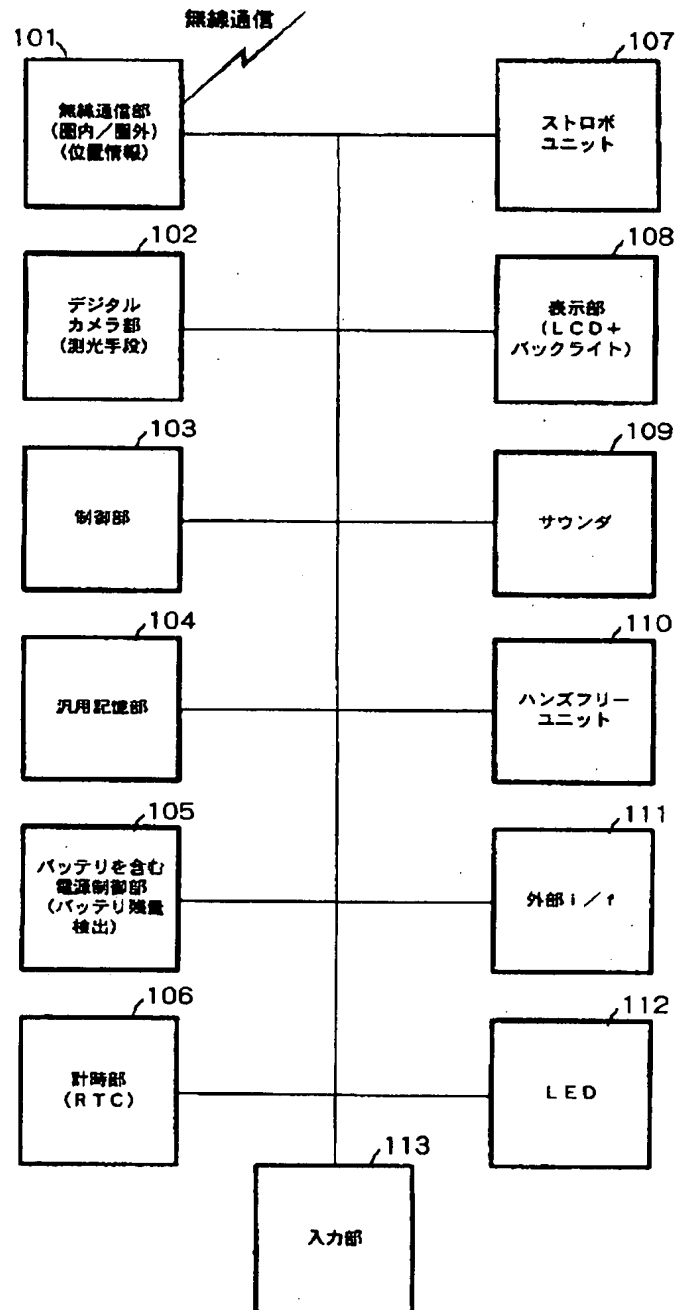 無線通信
101
無線通信部
(圏内／圏外)
(位置情報)
102
デジタル
カメラ部
(測光手段)
103
制御部
104
汎用記憶部
105
バッテリを含む
電源制御部
(バッテリ残量
検出)
106
計時部
(RTC)
107
ストロボ
ユニット
108
表示部
(LCD+
バックライト)
109
サウンダ
110
ハンズフリー
ユニット
111
外部i／f
112
LED
113
入力部